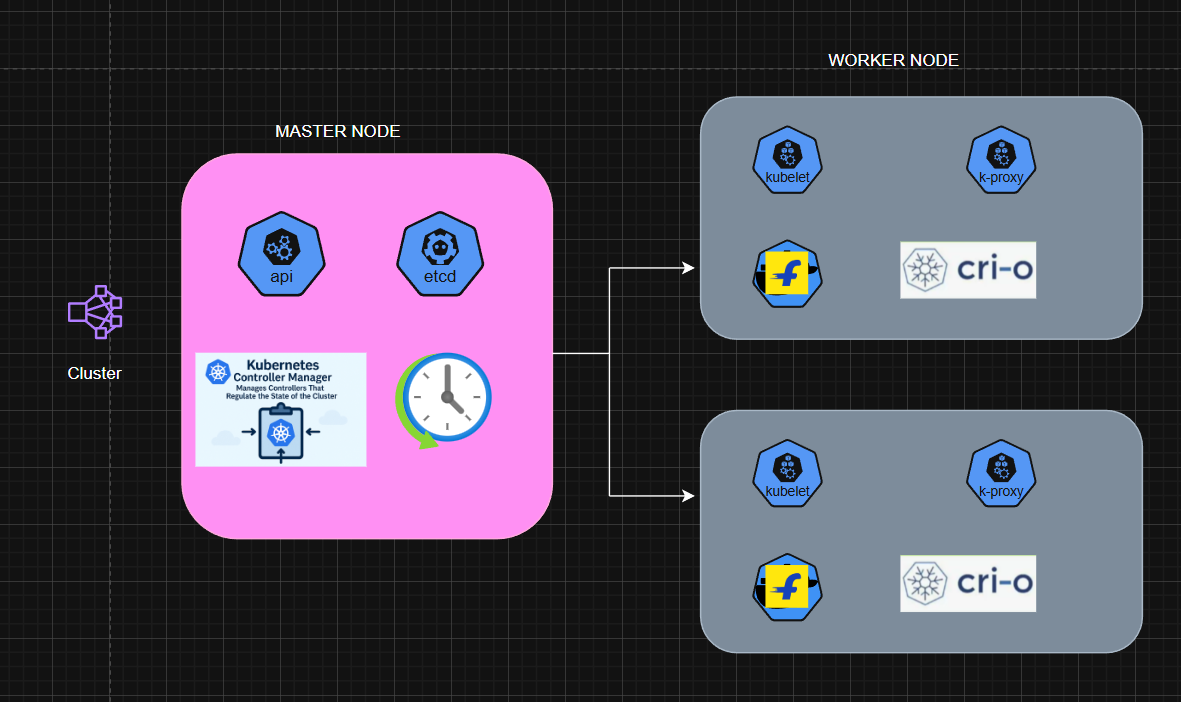 WORKER NODE
MASTER NODE
kubelet
k-proxy
api
etcd
cri-o
Kubernetes
Controller Manager
Manages Controllers That
Regulate the State of the Cluster
Cluster
kubelet
k-proxy
cri-o